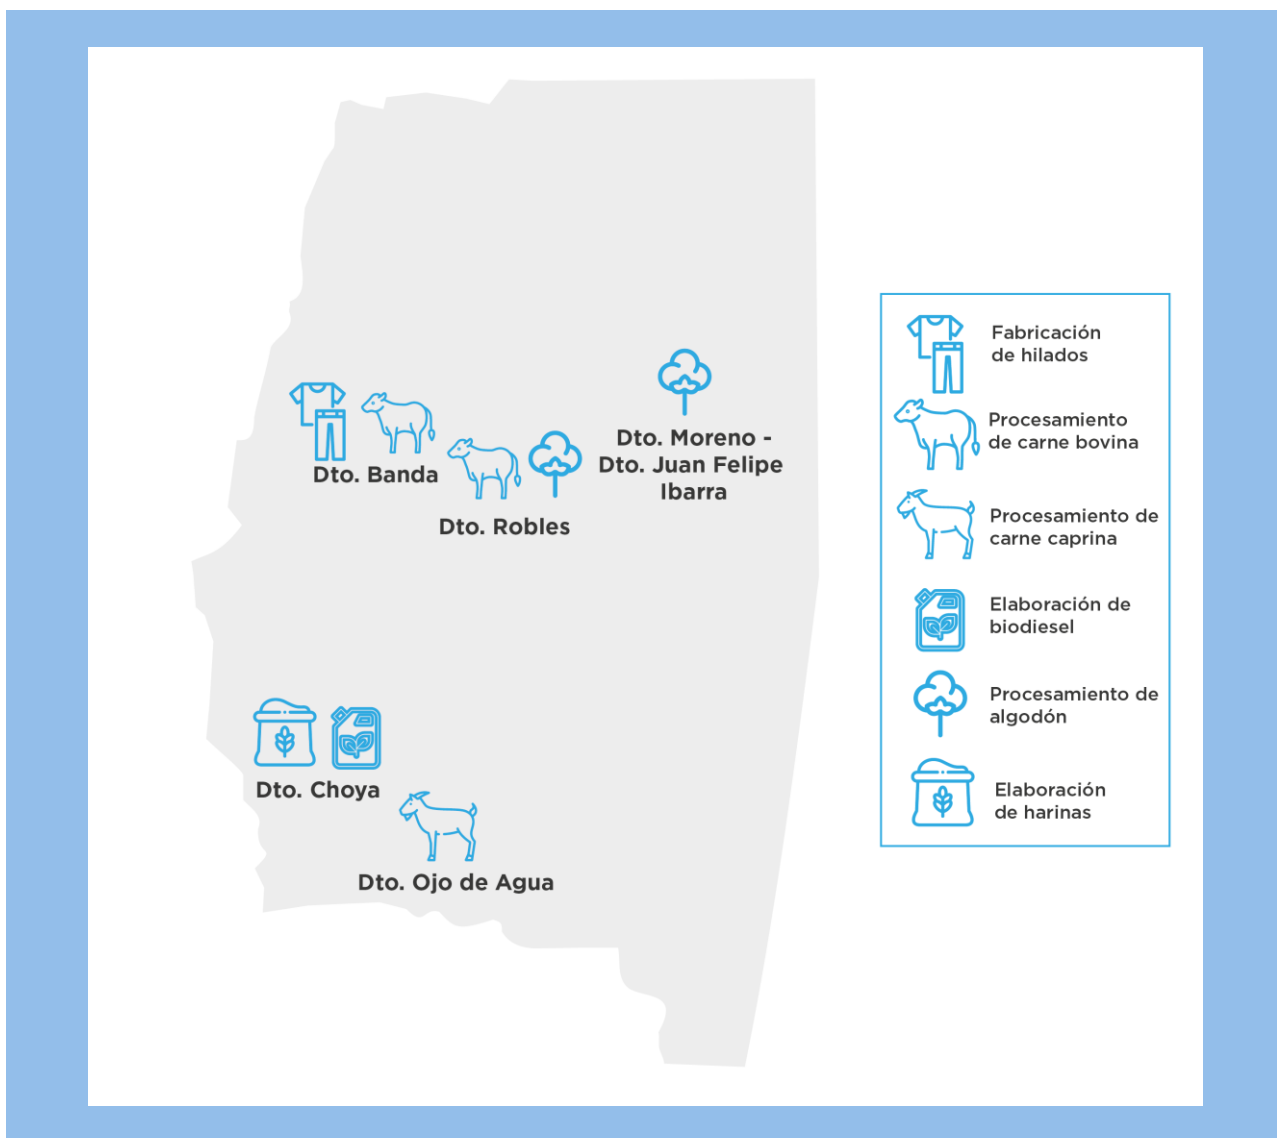 Dto. Moreno -
Dto. Juan Felipe
Ibarra
Dto. Banda
Dto. Robles
Dto. Choya
Dto. Ojo de Agua
Fabricación
de hilados
Procesamiento
de carne bovina
Procesamiento de
carne caprina
Elaboración de
biodiesel
Procesamiento de
algodón
Elaboración
de harinas